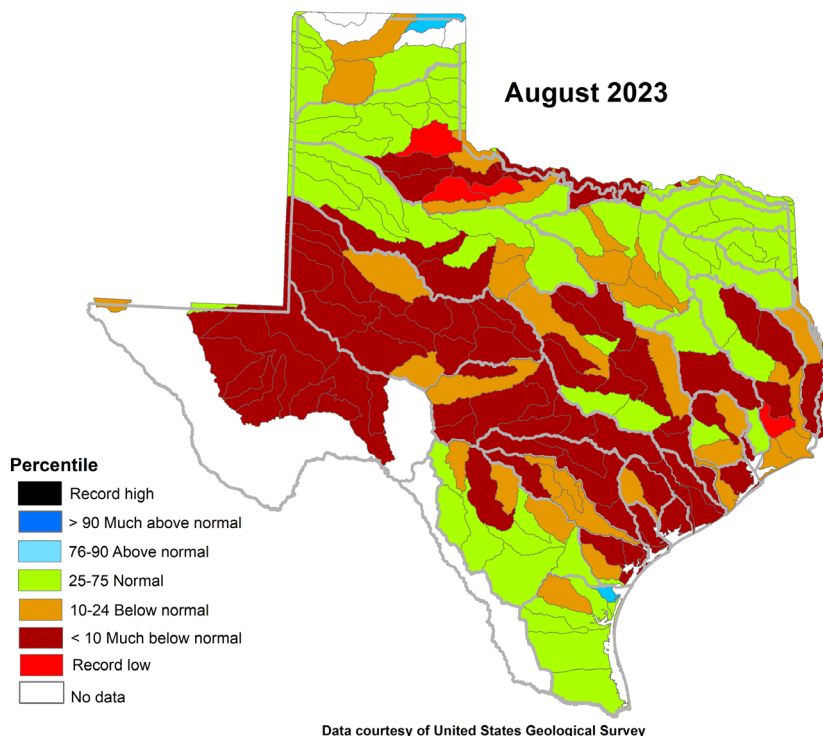 August 2023
Percentile
Record high
> 90 Much above normal
76-90 Above normal
25-75 Normal
10-24 Below normal
< 10 Much below normal
Record low
No data
Data courtesy of United States Geological Survey